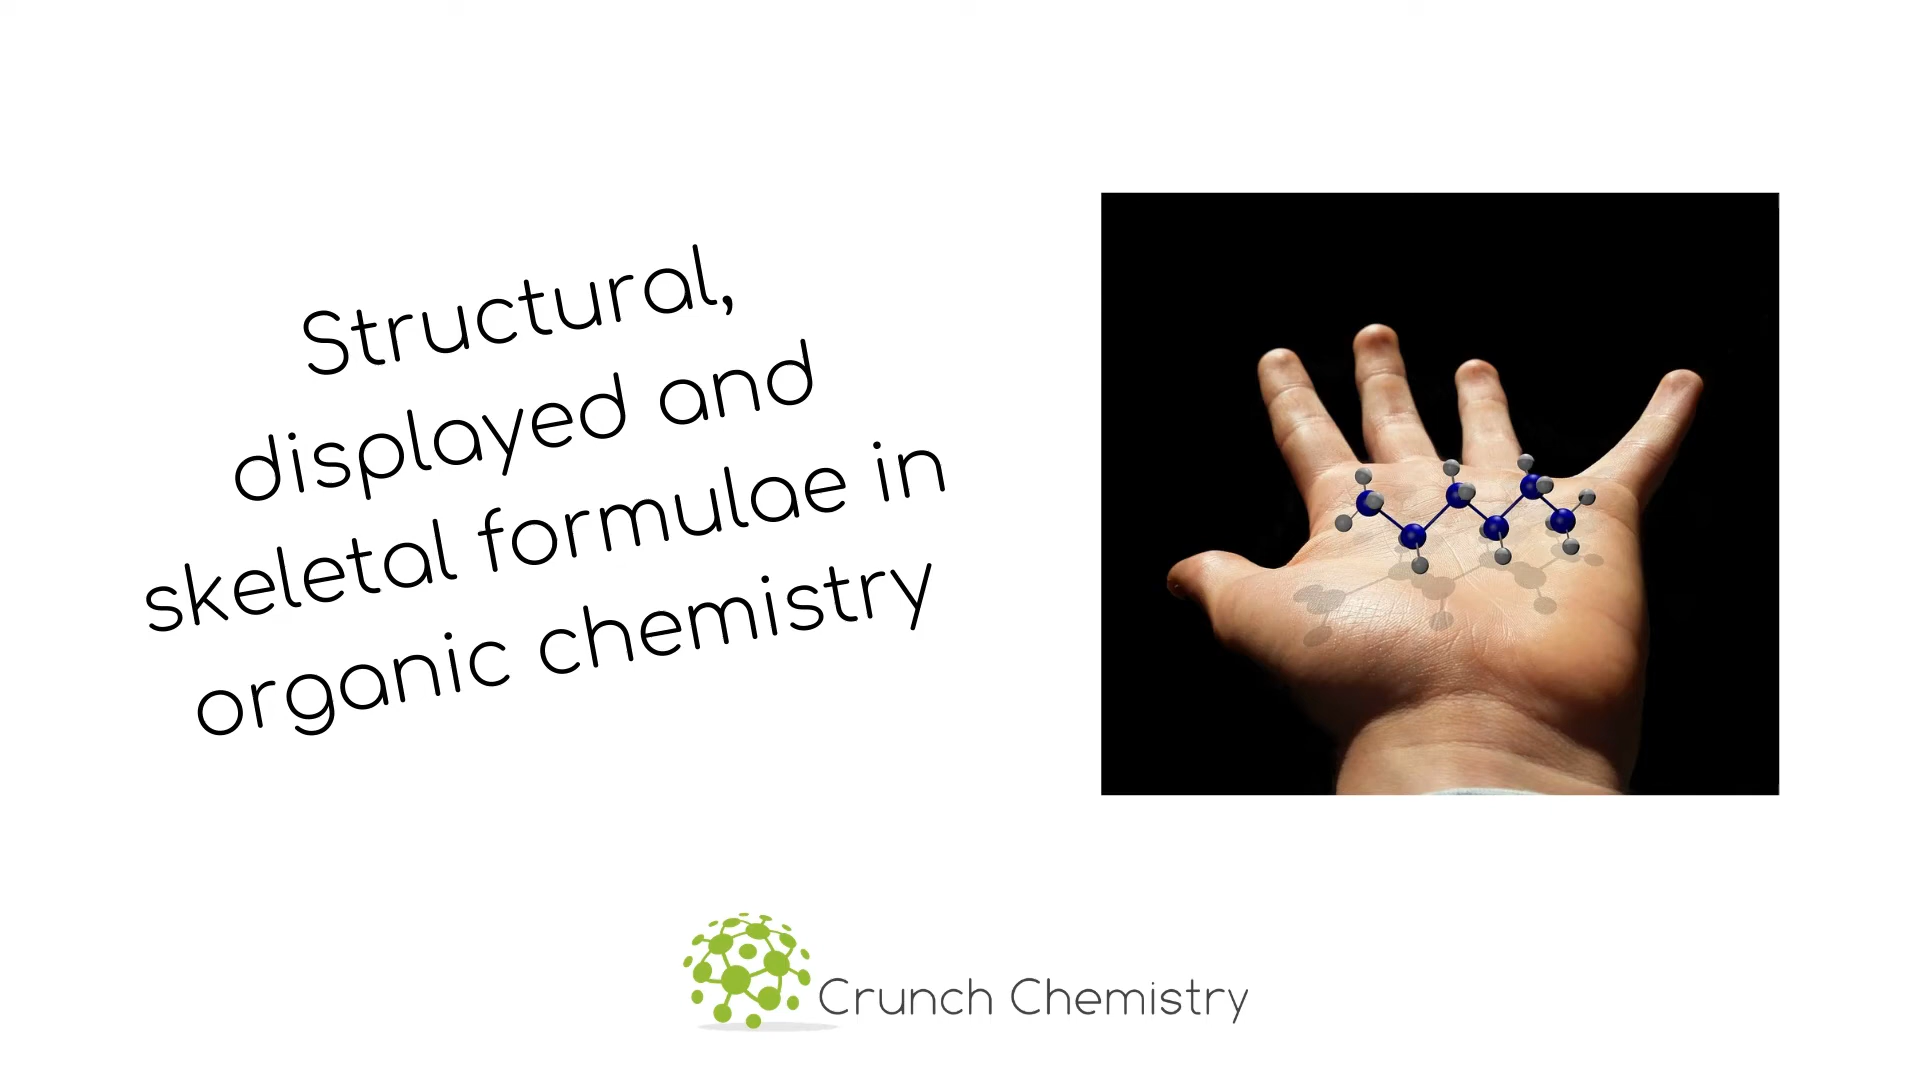 Structural,
displayed and
skeletal formulae in
organic chemistry
Crunch Chemistry